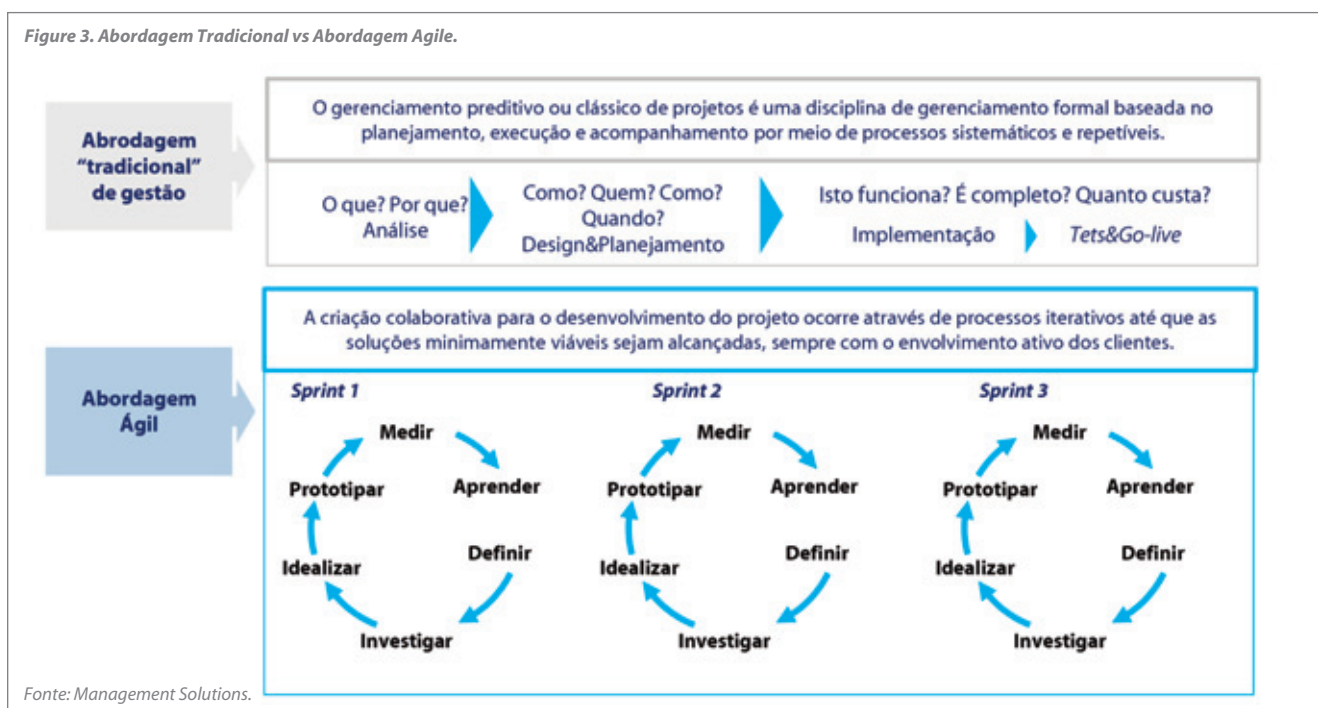 Figure 3. Abordagem Tradicional vs Abordagem Agile.
Abrodagem
“tradicional”
de gestão
O gerenciamento preditivo ou clássico de projetos é uma disciplina de gerenciamento formal baseada no
planejamento, execução e acompanhamento por meio de processos sistemáticos e repetíveis.
O que? Por que?
Análise
Como? Quem? Como?
Quando?
Design&Planejamento
Isto funciona? É completo? Quanto custa?
Implementação
Tets&Go-live
Abordagem
Ágil
A criação colaborativa para o desenvolvimento do projeto ocorre através de processos iterativos até que as
soluções minimamente viáveis sejam alcançadas, sempre com o envolvimento ativo dos clientes.
Sprint 1
Medir
Prototipar
Aprender
Idealizar
Definir
Investigar
Sprint 2
Medir
Prototipar
Aprender
Idealizar
Definir
Investigar
Sprint 3
Medir
Prototipar
Aprender
Idealizar
Definir
Investigar
Fonte: Management Solutions.